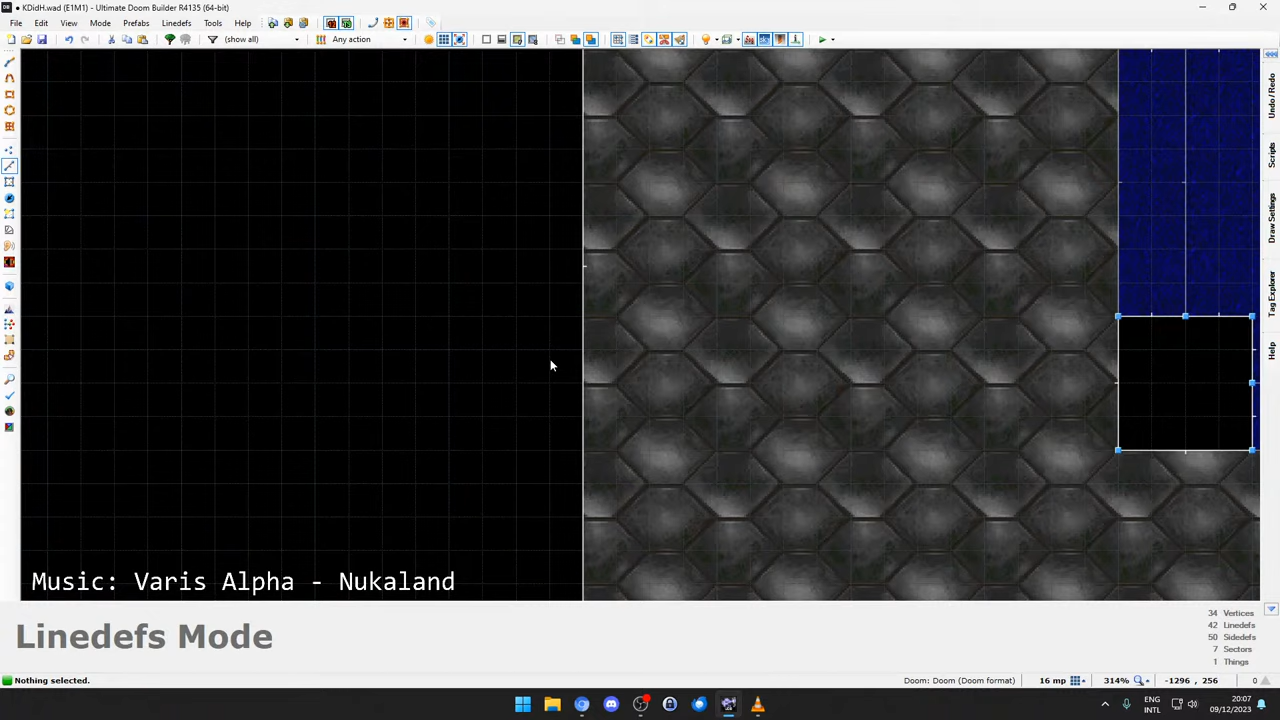 KDidH.wad (E1M1) - Ultimate Doom Builder R4135 (64-bit)
File Edit View Mode Prefabs Linedefs Tools Help
(show all) Any action
Undo / Redo
Scripts
Draw Settings
Tag Explorer
Help
Music: Varis Alpha - Nukaland
Linedefs Mode
34 Vertices
42 Linedefs
50 Sidedefs
7 Sectors
1 Things
Nothing selected.
Doom: Doom (Doom format) 16 mp 314% -1296 , 256 0
ENG
INTL
20:07
09/12/2023